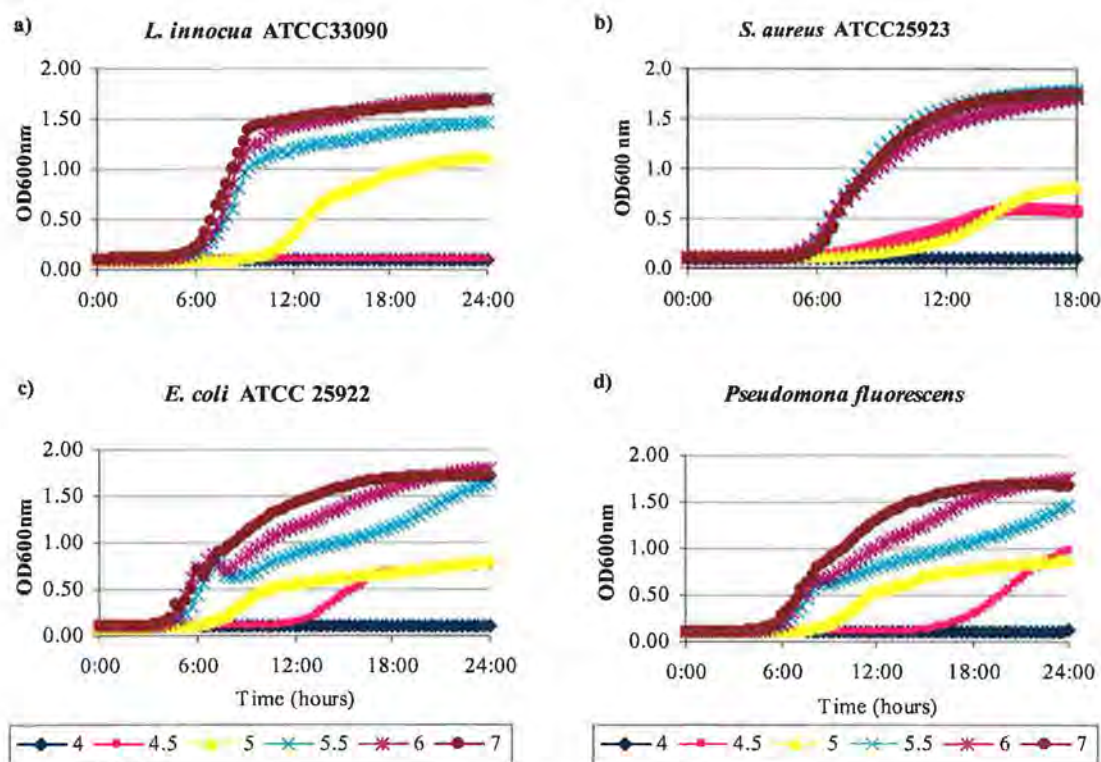 a)
L. innocua ATCC33090
OD600nm
2.00
1.50
1.00
0.50
0.00
0:00 6:00 12:00 18:00 24:00
b)
S. aureus ATCC25923
OD600 nm
2.0
1.5
1.0
0.5
0.0
00:00 06:00 12:00 18:00
c)
E. coli ATCC 25922
OD600nm
2.00
1.50
1.00
0.50
0.00
0:00 6:00 12:00 18:00 24:00
Time (hours)
4 4.5 5 5.5 6 7
d)
Pseudomona fluorescens
OD600nm
2.00
1.50
1.00
0.50
0.00
0:00 6:00 12:00 18:00 24:00
Time (hours)
4 4.5 5 5.5 6 7